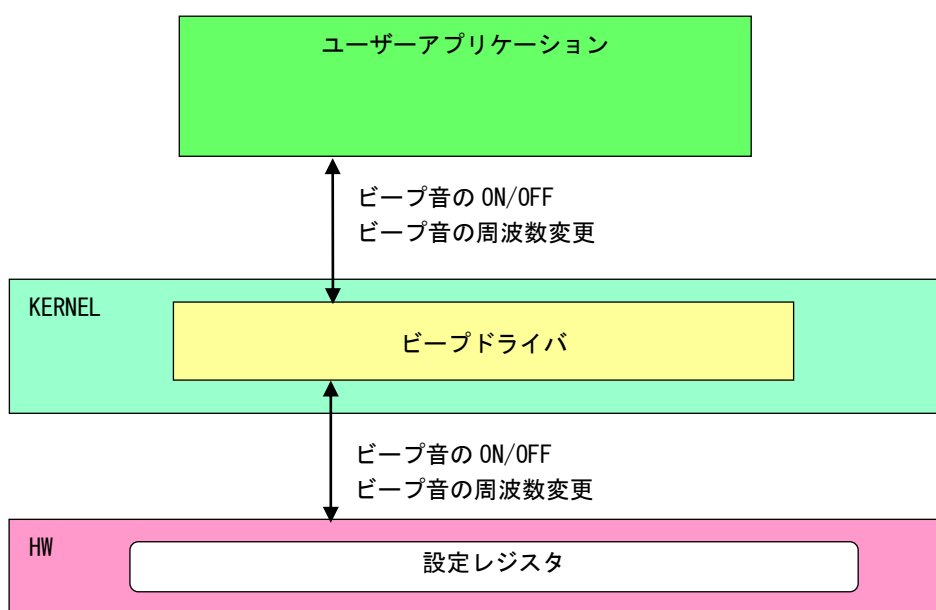 ユーザーアプリケーション
ビープ音の ON/OFF
ビープ音の周波数変更
KERNEL
ビープドライバ
ビープ音の ON/OFF
ビープ音の周波数変更
HW
設定レジスタ